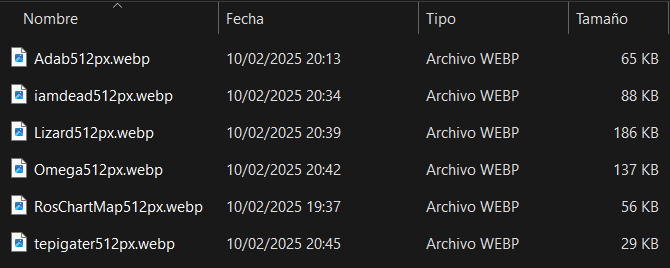 Nombre Fecha Tipo Tamaño
Adab512px.webp 10/02/2025 20:13 Archivo WEBP 65 KB
iamdead512px.webp 10/02/2025 20:34 Archivo WEBP 88 KB
Lizard512px.webp 10/02/2025 20:39 Archivo WEBP 186 KB
Omega512px.webp 10/02/2025 20:42 Archivo WEBP 137 KB
RosChartMap512px.webp 10/02/2025 19:37 Archivo WEBP 56 KB
tepigater512px.webp 10/02/2025 20:45 Archivo WEBP 29 KB